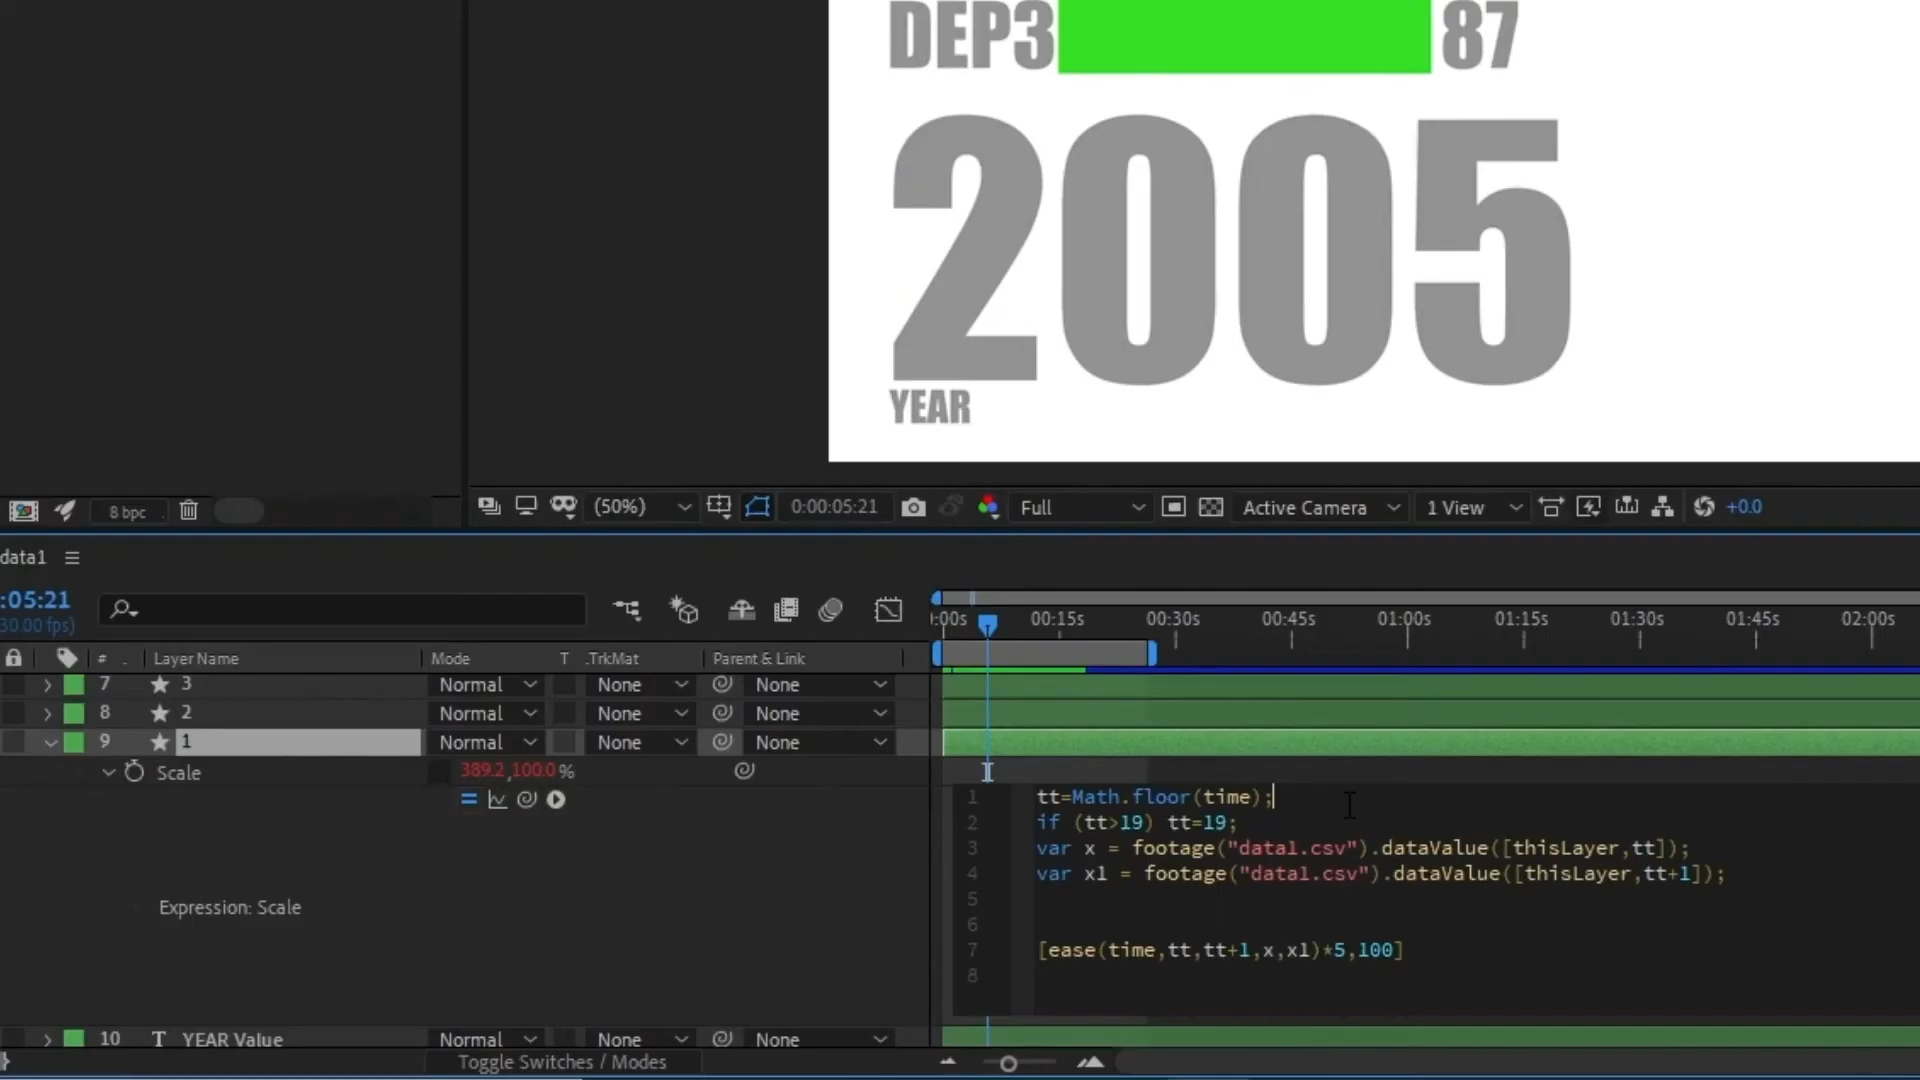 DEP3 87
2005
YEAR
8 bpc
(50%) 0:00:05:21 Full Active Camera 1 View +0.0
data1
:05:21
30.00 fps)
:00s 00:15s 00:30s 00:45s 01:00s 01:15s 01:30s 01:45s 02:00s
# . Layer Name Mode T .TrkMat Parent & Link
7 3 Normal None None
8 2 Normal None None
9 1 Normal None None
Scale 389.2,100.0%
1 tt=Math.floor(time);
2 if (tt>19) tt=19;
3 var x = footage("data1.csv").dataValue([thisLayer,tt]);
4 var x1 = footage("data1.csv").dataValue([thisLayer,tt+1]);
5
Expression: Scale
6
7 [ease(time,tt,tt+1,x,x1)*5,100]
8
10 T YEAR Value Normal None None
Toggle Switches / Modes